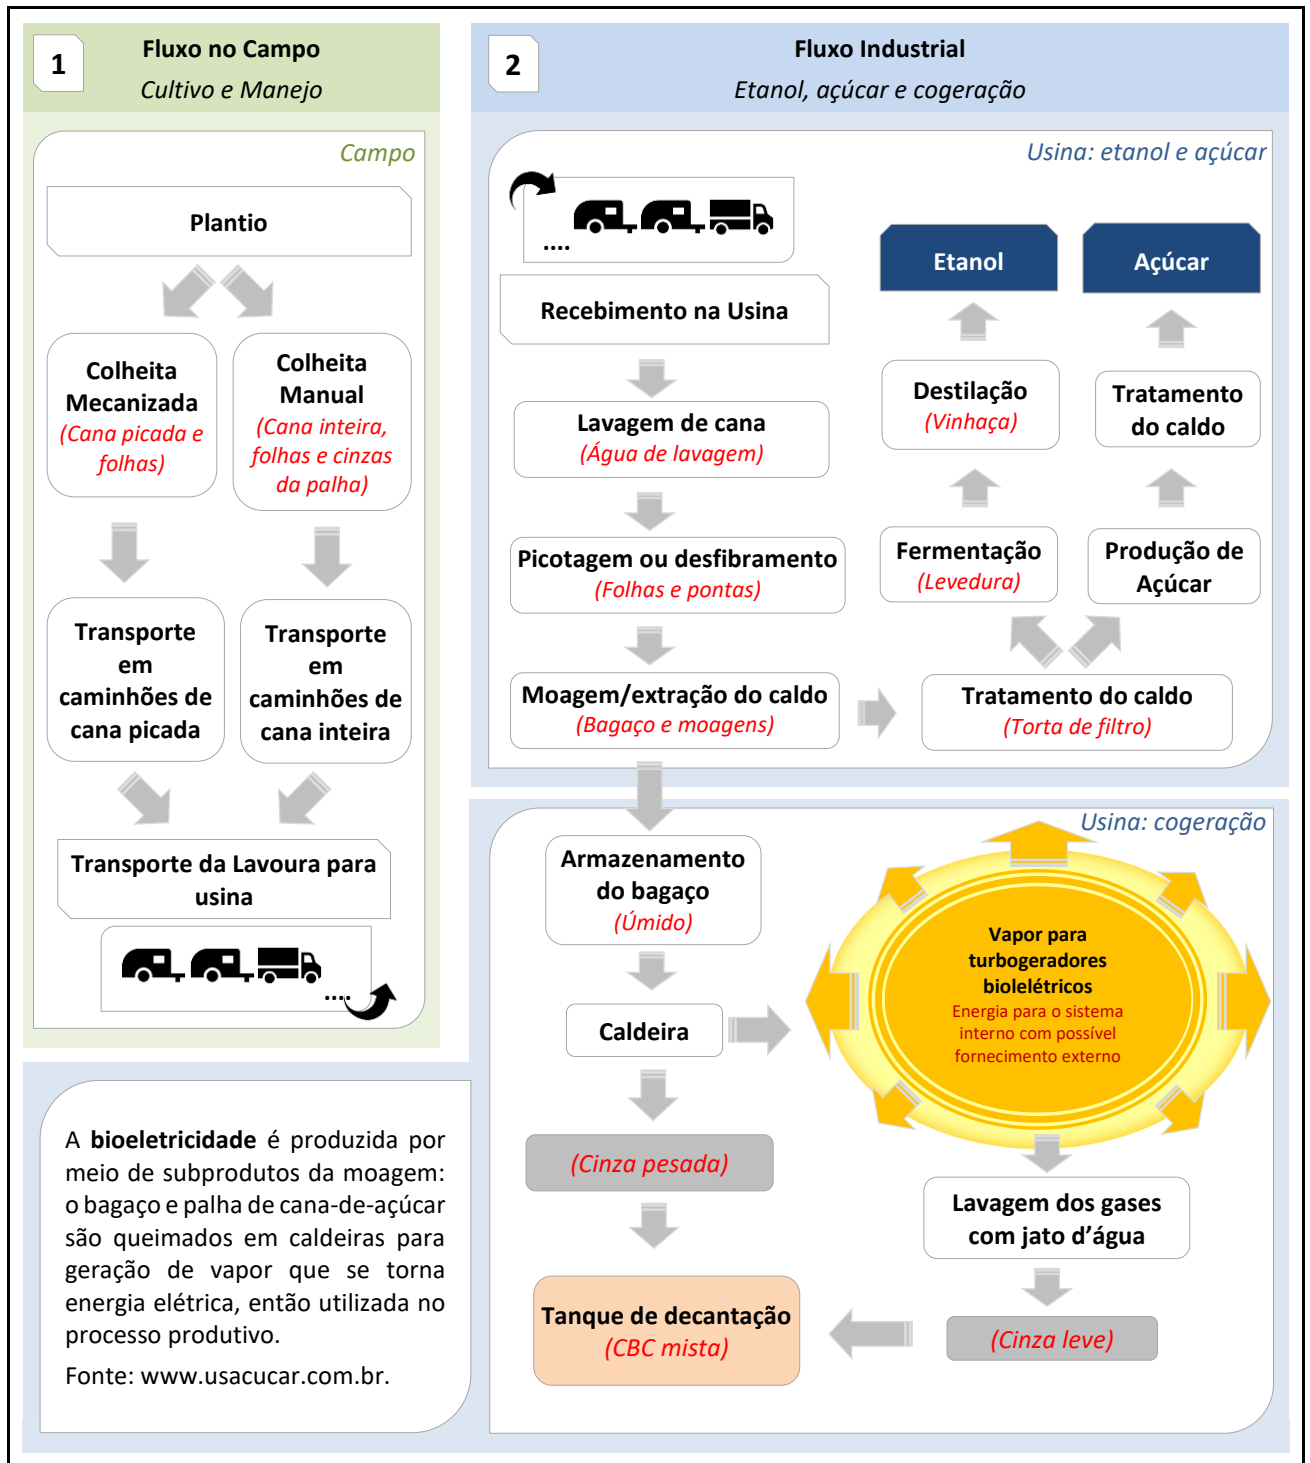 1
Fluxo no Campo
Cultivo e Manejo
Campo
Plantio
Colheita
Mecanizada
(Cana picada e
folhas)
Colheita
Manual
(Cana inteira,
folhas e cinzas
da palha)
Transporte
em
caminhões de
cana picada
Transporte
em
caminhões de
cana inteira
Transporte da Lavoura para
usina
....
2
Fluxo Industrial
Etanol, açúcar e cogeração
Usina: etanol e açúcar
....
Recebimento na Usina
Lavagem de cana
(Água de lavagem)
Picotagem ou desfibramento
(Folhas e pontas)
Moagem/extração do caldo
(Bagaço e moagens)
Etanol
Açúcar
Destilação
(Vinhaça)
Tratamento
do caldo
Fermentação
(Levedura)
Produção de
Açúcar
Tratamento do caldo
(Torta de filtro)
Usina: cogeração
Armazenamento
do bagaço
(Úmido)
Caldeira
Vapor para
turbogeradores
biolelétricos
Energia para o sistema
interno com possível
fornecimento externo
(Cinza pesada)
Lavagem dos gases
com jato d’água
Tanque de decantação
(CBC mista)
(Cinza leve)
A bioeletricidade é produzida por
meio de subprodutos da moagem:
o bagaço e palha de cana-de-açúcar
são queimados em caldeiras para
geração de vapor que se torna
energia elétrica, então utilizada no
processo produtivo.
Fonte: www.usacucar.com.br.